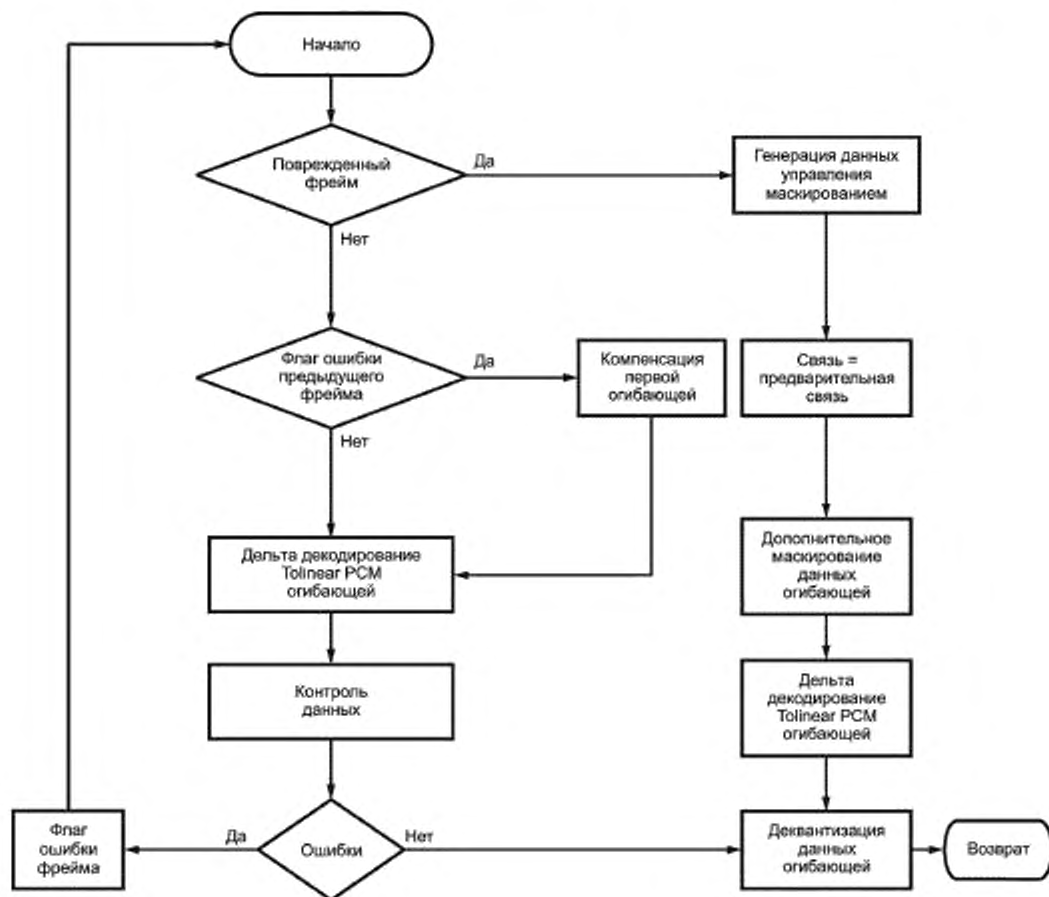 Начало
Поврежденный
фрейм
Да
Генерация данных
управления
маскированием
Нет
Флаг ошибки
предыдущего
фрейма
Да
Компенсация
первой
огибающей
Связь =
предварительная
связь
Нет
Дельта декодирование
Tolinear PCM
огибающей
Дополнительное
маскирование
данных
огибающей
Контроль
данных
Дельта
декодирование
Tolinear PCM
огибающей
Флаг
ошибки
фрейма
Да
Ошибки
Нет
Деквантизация
данных
огибающей
Возврат